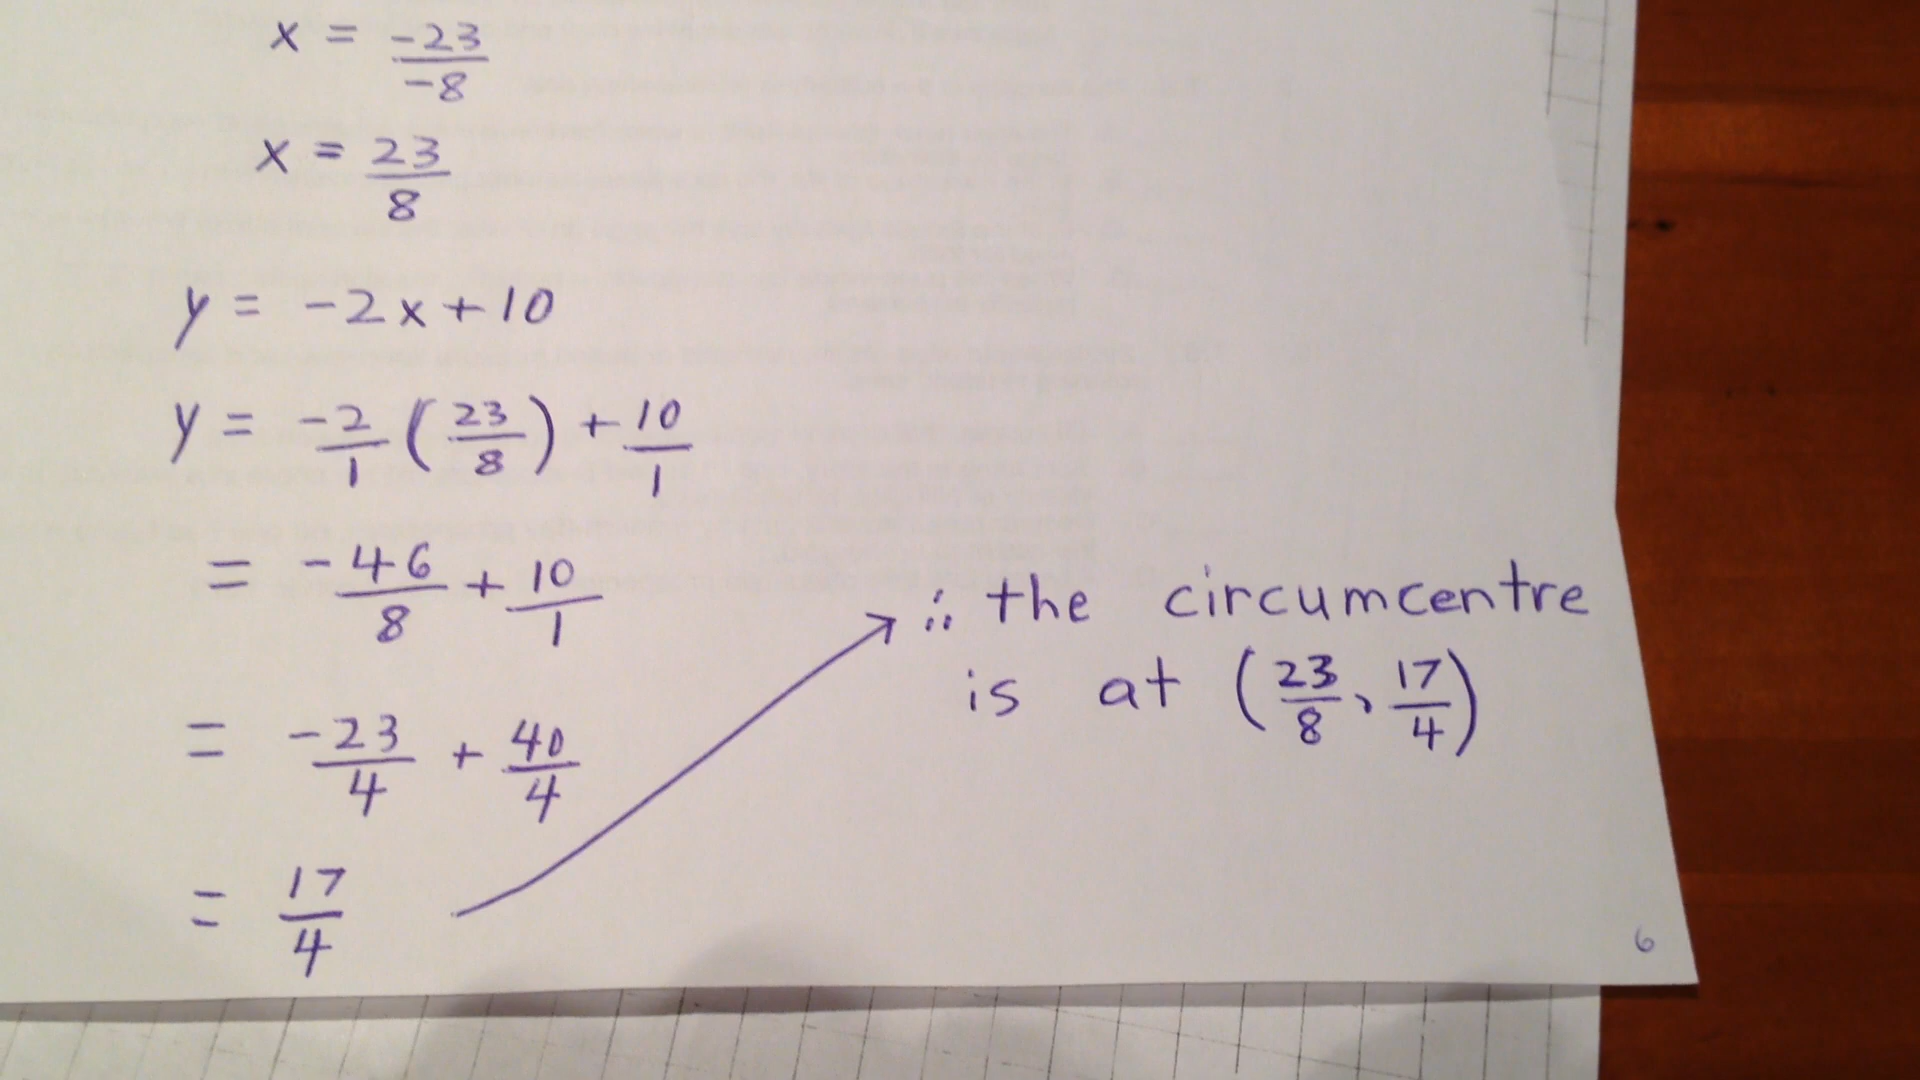 x = -23/-8
x = 23/8
y = -2x + 10
y = -2/1 (23/8) + 10/1
= -46/8 + 10/1
= -23/4 + 40/4
= 17/4
∴ the circumcentre
is at (23/8, 17/4)
6